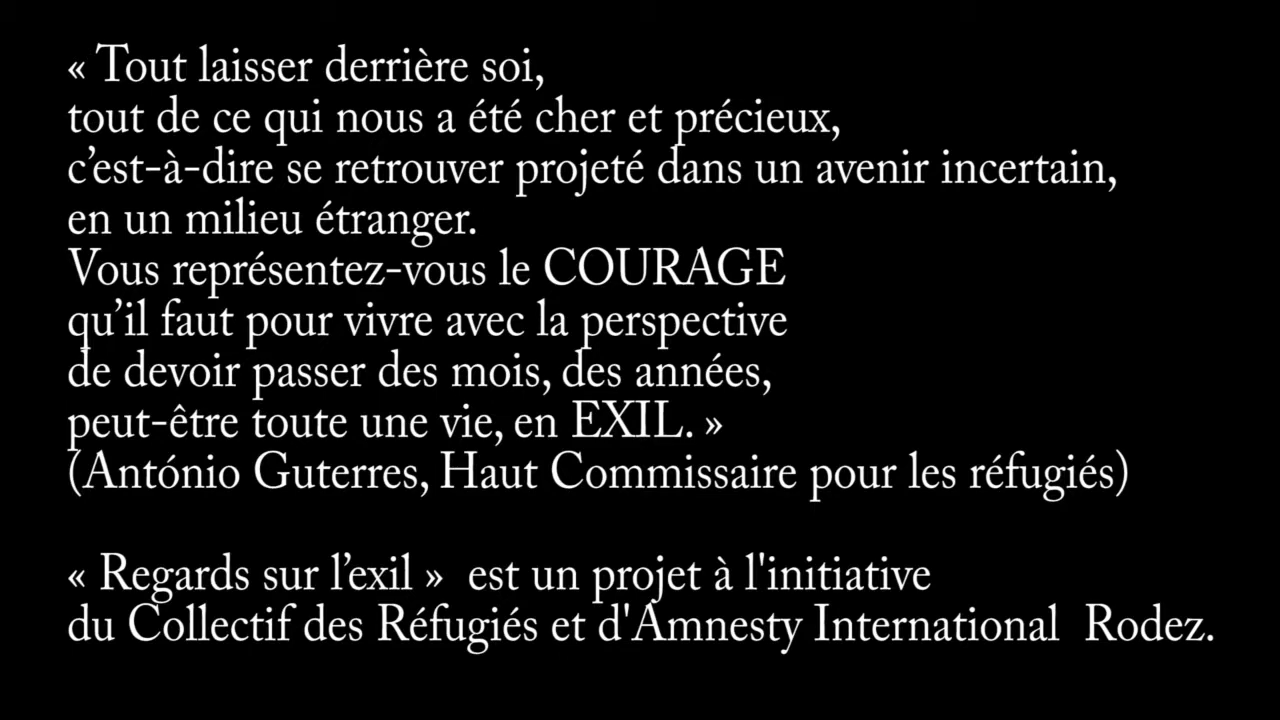 « Tout laisser derrière soi,
tout de ce qui nous a été cher et précieux,
c’est-à-dire se retrouver projeté dans un avenir incertain,
en un milieu étranger.
Vous représentez-vous le COURAGE
qu’il faut pour vivre avec la perspective
de devoir passer des mois, des années,
peut-être toute une vie, en EXIL. »
(António Guterres, Haut Commissaire pour les réfugiés)
« Regards sur l’exil »  est un projet à l'initiative
du Collectif des Réfugiés et d'Amnesty International  Rodez.